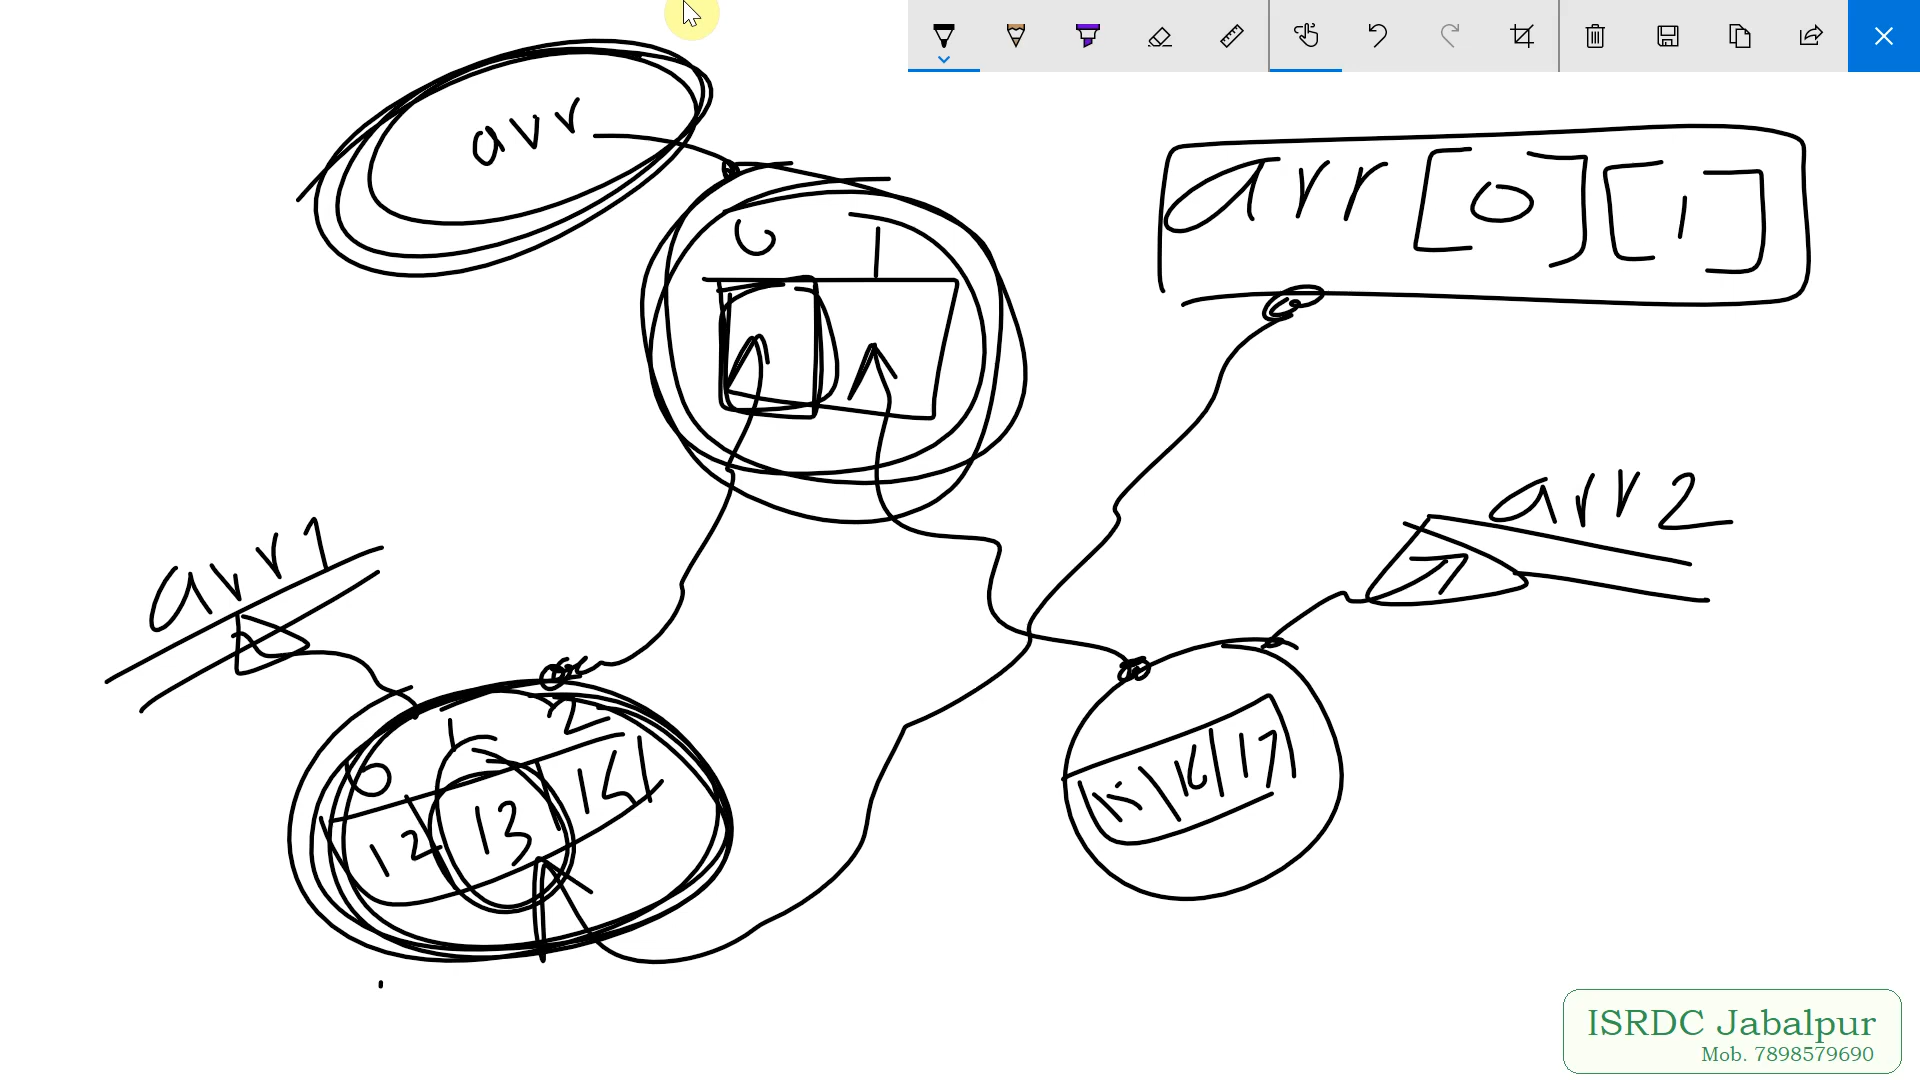 arr
arr[0][1]
0 1
arr2
arr1
0 1 2
12 13 14
15 16 17
ISRDC Jabalpur
Mob. 7898579690